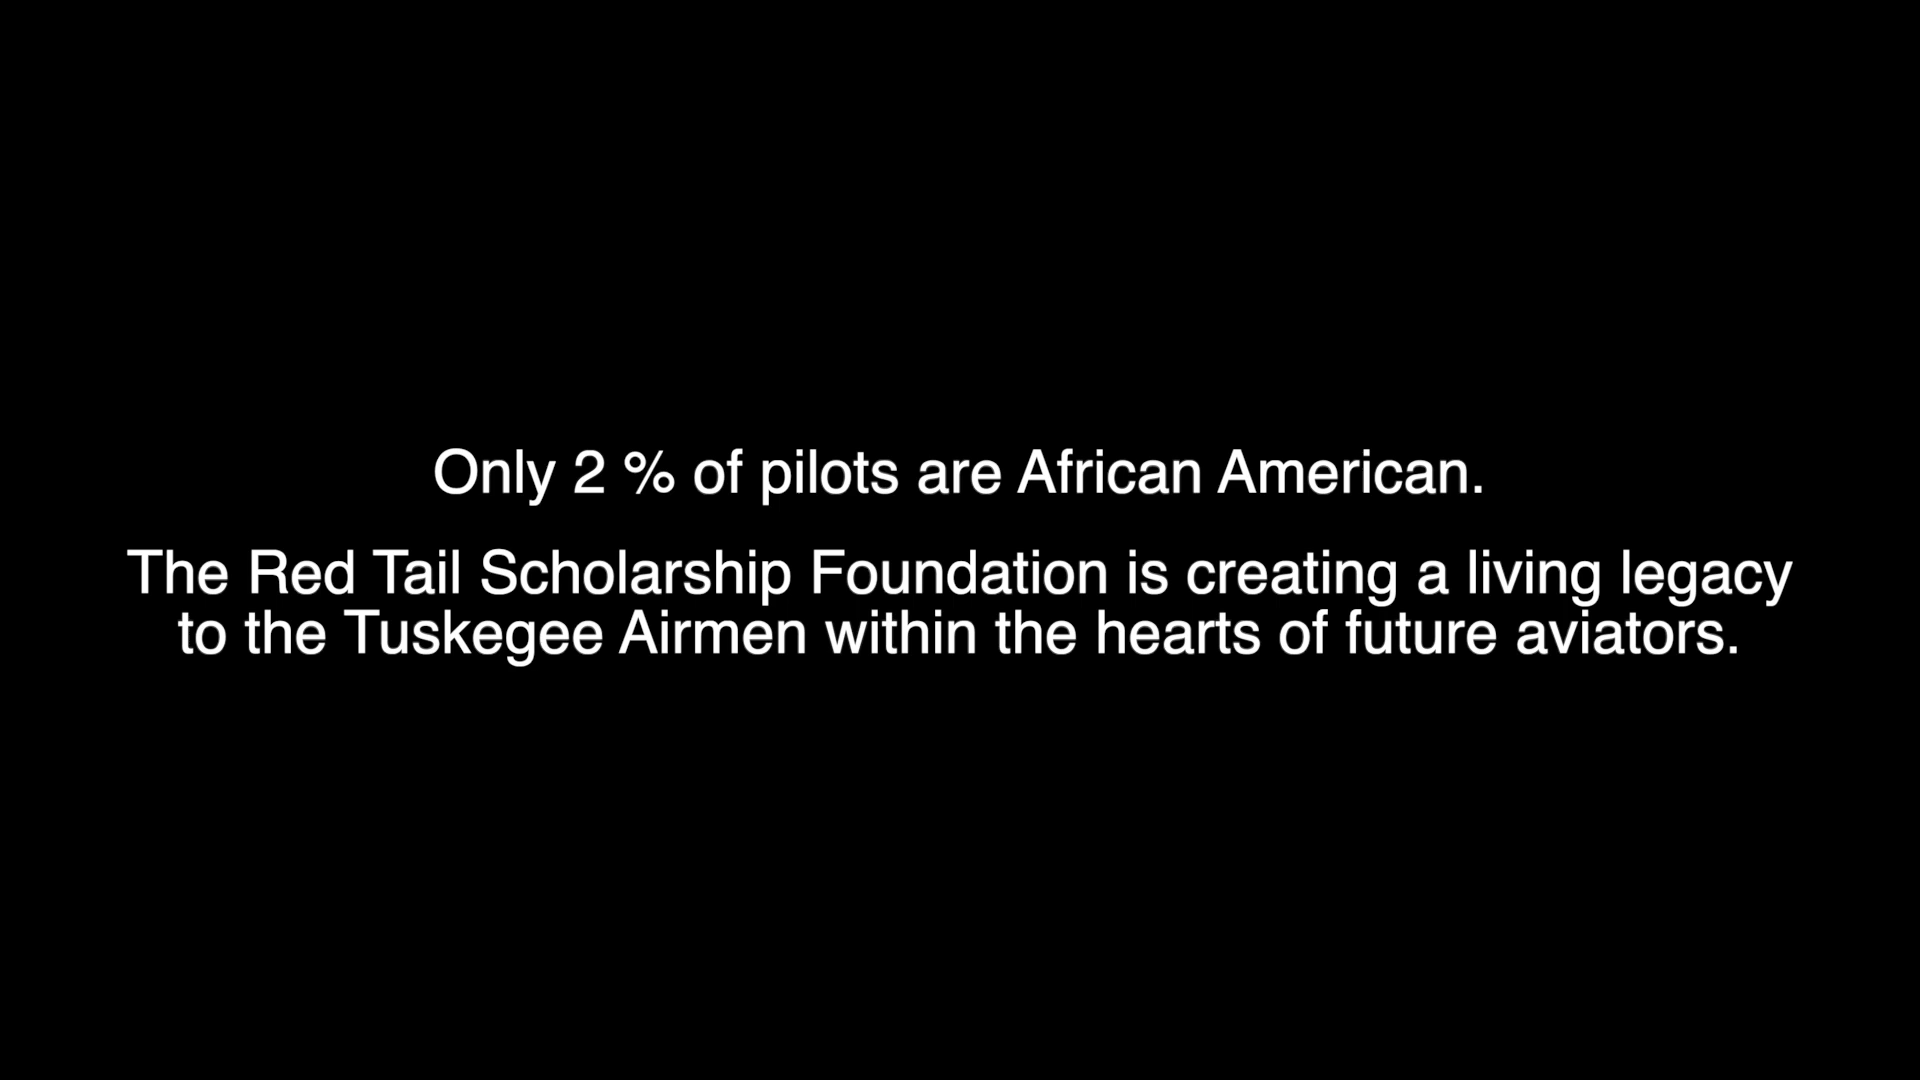 Only 2 % of pilots are African American.
The Red Tail Scholarship Foundation is creating a living legacy
to the Tuskegee Airmen within the hearts of future aviators.